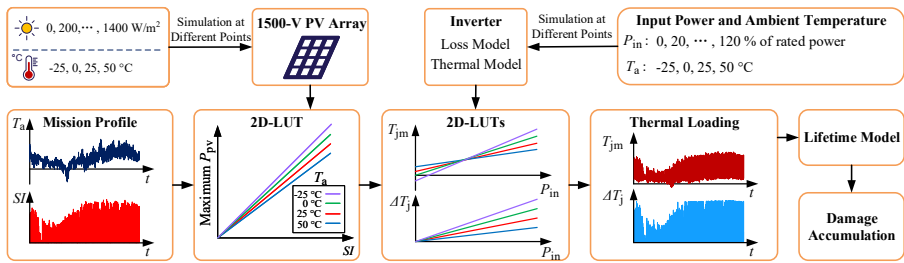 0, 200,⋯, 1400 W/m²
°C
-25, 0, 25, 50 °C
Simulation at
Different Points
1500-V PV Array
Inverter
Loss Model
Thermal Model
Simulation at
Different Points
Input Power and Ambient Temperature
Pin: 0, 20, ⋯, 120 % of rated power
Ta: -25, 0, 25, 50 °C
Mission Profile
Ta
t
SI
t
2D-LUT
Maximum Ppv
Ta
-25 °C
0 °C
25 °C
50 °C
SI
2D-LUTs
Tjm
Pin
ΔTj
Pin
Thermal Loading
Tjm
t
ΔTj
t
Lifetime Model
Damage
Accumulation